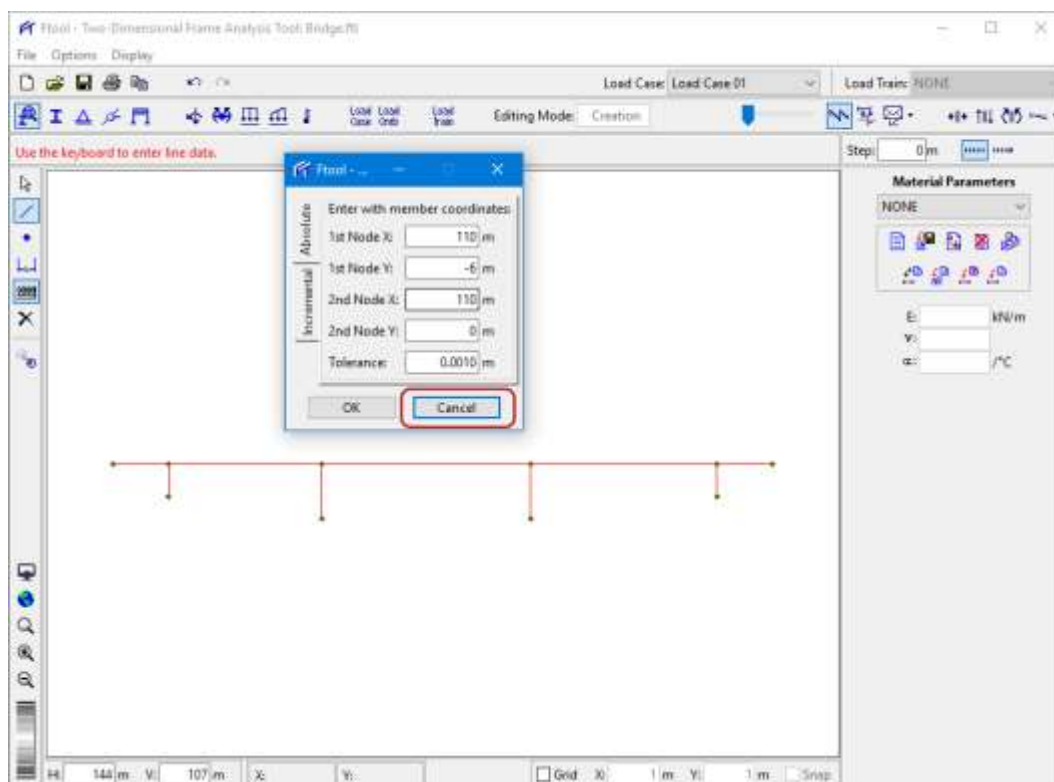 Ftool - Two-Dimensional Frame Analysis Tool: Bridge.ftl
File Options Display
Load Case: Load Case 01 Load Train: NONE
Load Case Load Comb Load Train Editing Mode: Creation
Use the keyboard to enter line data. Step: 0 m
Ftool - ...
Absolute
Incremental
Enter with member coordinates:
1st Node X: 110 m
1st Node Y: -6 m
2nd Node X: 110 m
2nd Node Y: 0 m
Tolerance: 0.0010 m
OK Cancel
Material Parameters
NONE
E: kN/m
ν:
α: /°C
H: 144 m V: 107 m X: Y: Grid X: 1 m Y: 1 m Snap